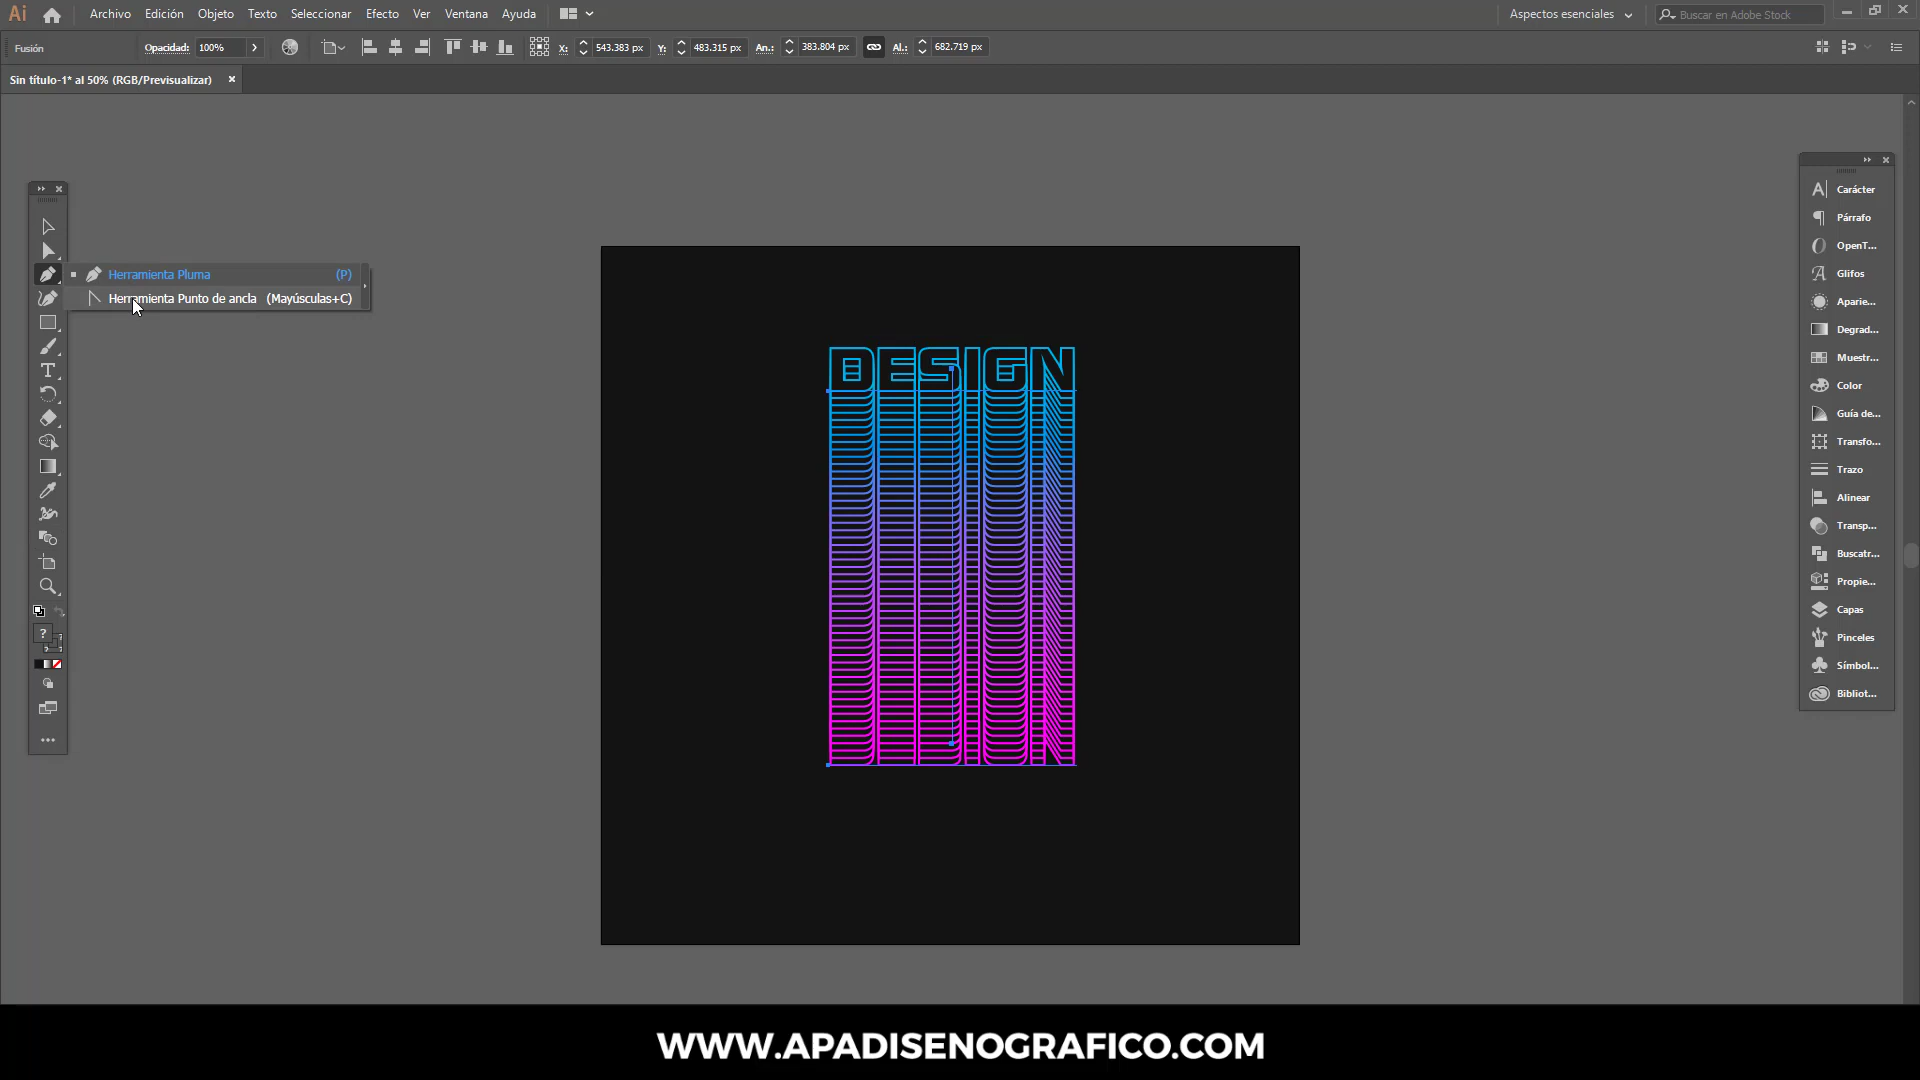 Ai Archivo Edición Objeto Texto Seleccionar Efecto Ver Ventana Ayuda Aspectos esenciales Buscar en Adobe Stock
Fusión Opacidad: 100% X: 543.383 px Y: 483.315 px An.: 383.804 px Al.: 682.719 px
Sin título-1* al 50% (RGB/Previsualizar)
Herramienta Pluma (P)
Herramienta Punto de ancla (Mayúsculas+C)
?
DESIGN
Carácter
Párrafo
OpenT...
Glifos
Aparie...
Degrad...
Muestr...
Color
Guía de...
Transfo...
Trazo
Alinear
Transp...
Buscatr...
Propie...
Capas
Pinceles
Símbol...
Bibliot...
WWW.APADISENOGRAFICO.COM